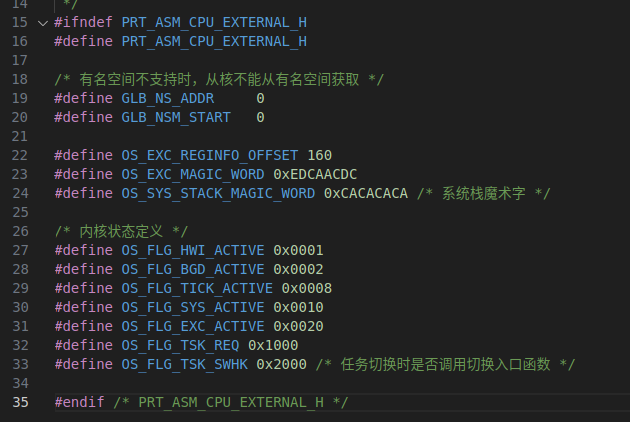 14 */
15 #ifndef PRT_ASM_CPU_EXTERNAL_H
16 #define PRT_ASM_CPU_EXTERNAL_H
17
18 /* 有名空间不支持时，从核不能从有名空间获取 */
19 #define GLB_NS_ADDR     0
20 #define GLB_NSM_START   0
21
22 #define OS_EXC_REGINFO_OFFSET 160
23 #define OS_EXC_MAGIC_WORD 0xEDCAACDC
24 #define OS_SYS_STACK_MAGIC_WORD 0xCACACACA /* 系统栈魔术字 */
25
26 /* 内核状态定义 */
27 #define OS_FLG_HWI_ACTIVE 0x0001
28 #define OS_FLG_BGD_ACTIVE 0x0002
29 #define OS_FLG_TICK_ACTIVE 0x0008
30 #define OS_FLG_SYS_ACTIVE 0x0010
31 #define OS_FLG_EXC_ACTIVE 0x0020
32 #define OS_FLG_TSK_REQ 0x1000
33 #define OS_FLG_TSK_SWHK 0x2000 /* 任务切换时是否调用切换入口函数 */
34
35 #endif /* PRT_ASM_CPU_EXTERNAL_H */